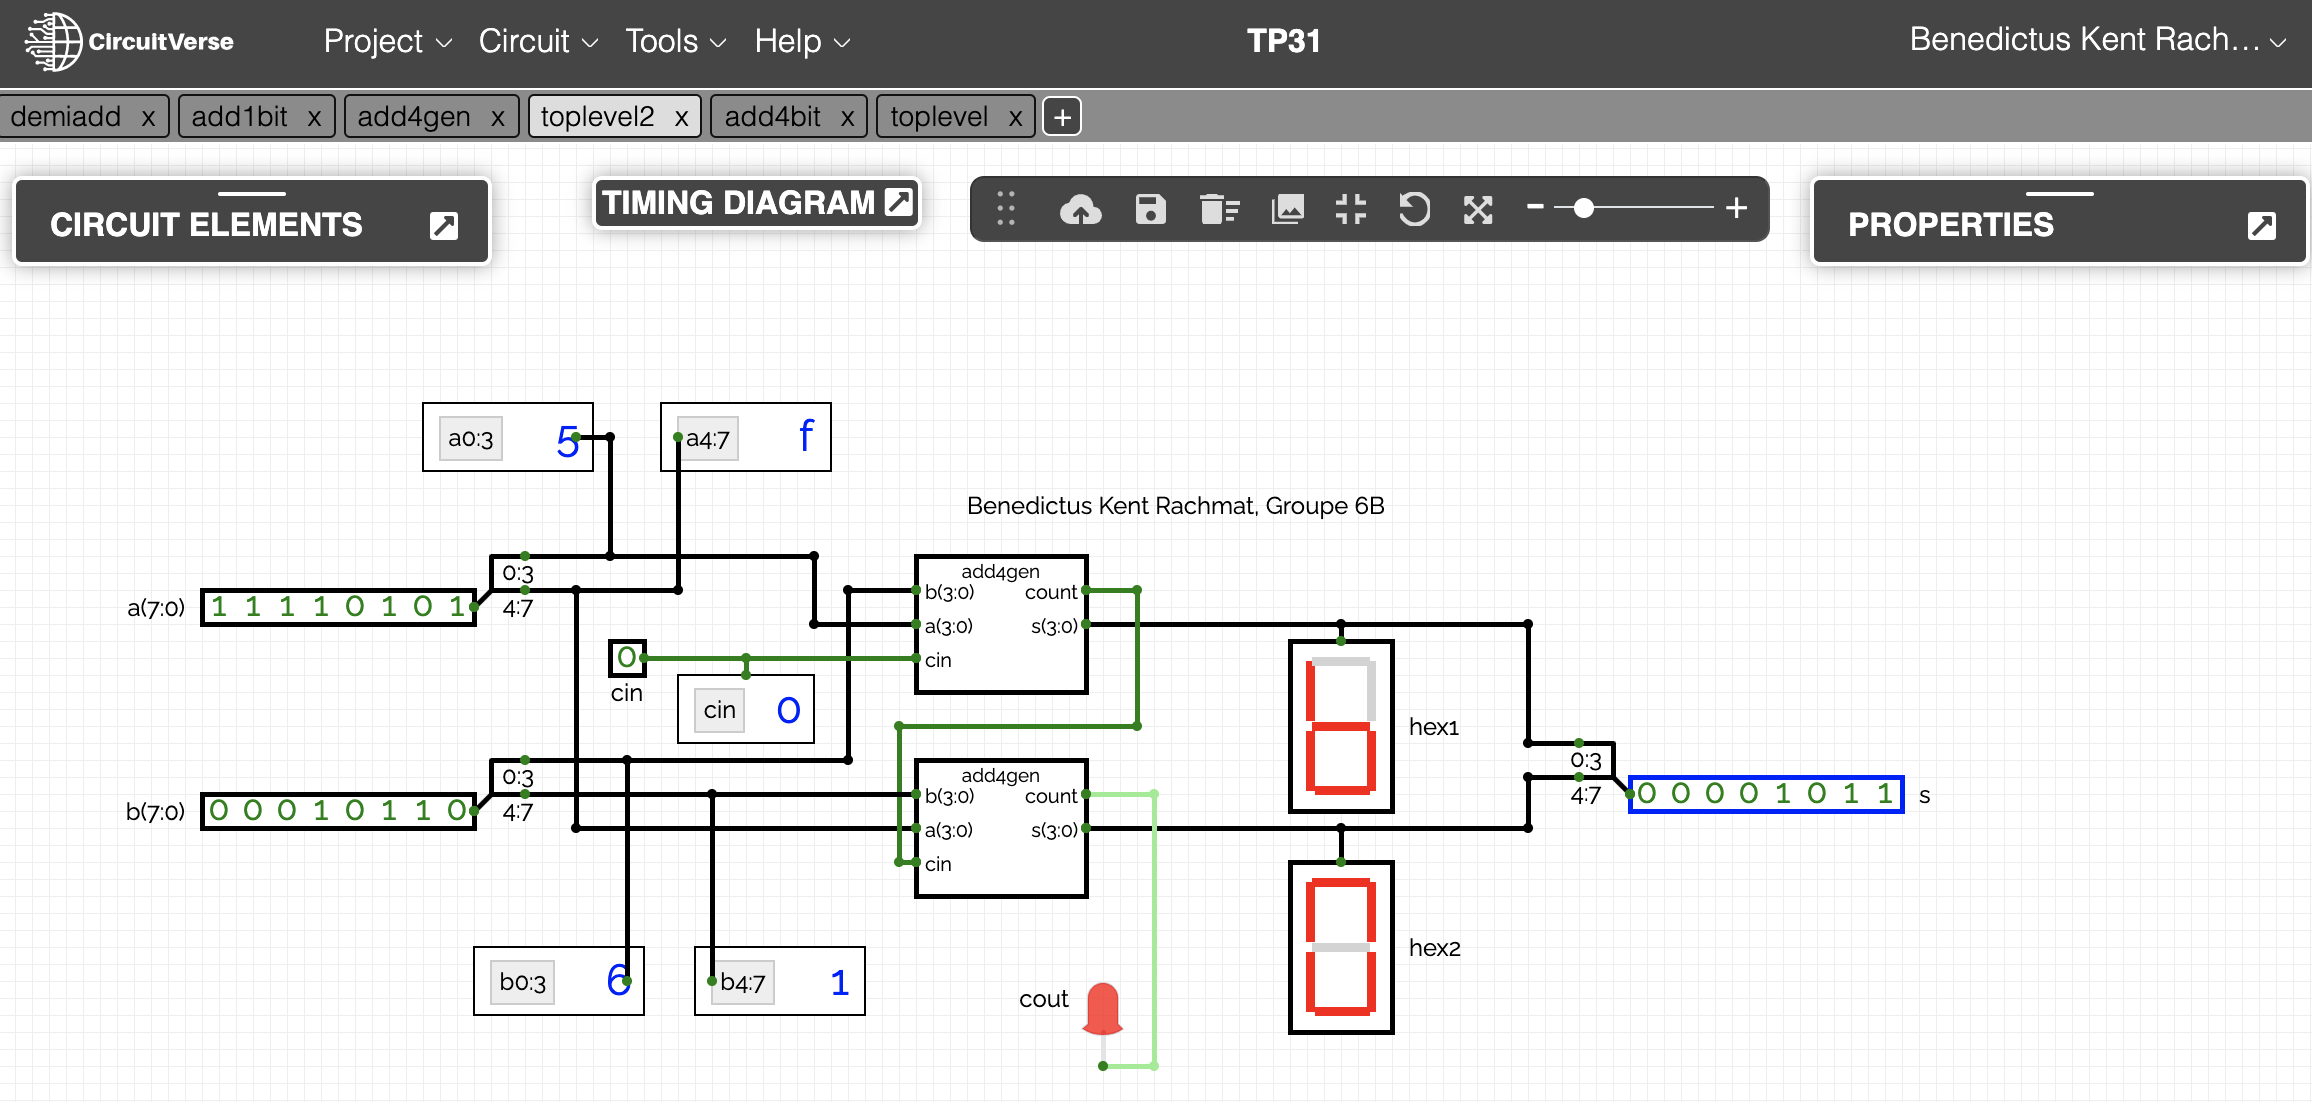 CircuitVerse Project Circuit Tools Help TP31 Benedictus Kent Rach...
demiadd x add1bit x add4gen x toplevel2 x add4bit x toplevel x +
CIRCUIT ELEMENTS TIMING DIAGRAM PROPERTIES
a0:3 5 a4:7 f
Benedictus Kent Rachmat, Groupe 6B
0:3
a(7:0) 1 1 1 1 0 1 0 1 4:7
add4gen
b(3:0) count
a(3:0) s(3:0)
cin
0
cin
cin 0
hex1
0:3
b(7:0) 0 0 0 1 0 1 1 0 4:7
add4gen
b(3:0) count
a(3:0) s(3:0)
cin
0:3
4:7 0 0 0 0 1 0 1 1 s
hex2
b0:3 6 b4:7 1
cout